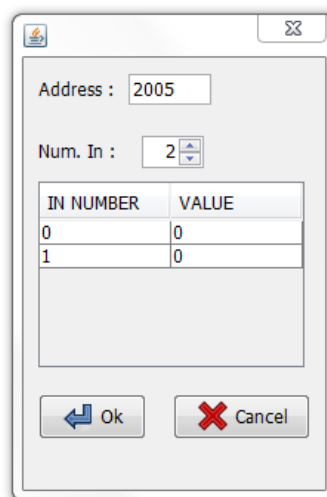 Address : 2005
Num. In : 2
IN NUMBER VALUE
0 0
1 0
Ok Cancel